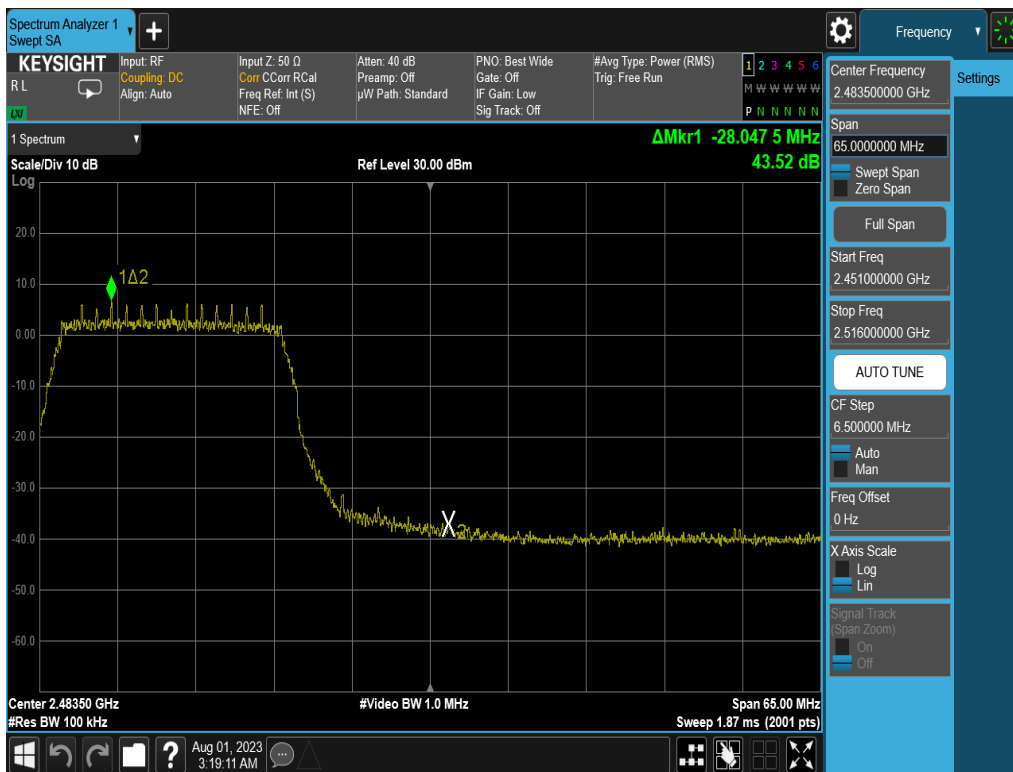 Spectrum Analyzer 1
Swept SA
Frequency
KEYSIGHT
R L
LXI
Input: RF
Coupling: DC
Align: Auto
Input Z: 50 Ω
Corr CCorr RCal
Freq Ref: Int (S)
NFE: Off
Atten: 40 dB
Preamp: Off
µW Path: Standard
PNO: Best Wide
Gate: Off
IF Gain: Low
Sig Track: Off
#Avg Type: Power (RMS)
Trig: Free Run
1 2 3 4 5 6
M W W W W W
P N N N N N
1 Spectrum
ΔMkr1 -28.047 5 MHz
43.52 dB
Scale/Div 10 dB
Ref Level 30.00 dBm
Log
20.0
10.0
0.00
-10.0
-20.0
-30.0
-40.0
-50.0
-60.0
1Δ2
X2
Center 2.48350 GHz
#Video BW 1.0 MHz
Span 65.00 MHz
#Res BW 100 kHz
Sweep 1.87 ms (2001 pts)
Center Frequency
2.483500000 GHz
Settings
Span
65.0000000 MHz
Swept Span
Zero Span
Full Span
Start Freq
2.451000000 GHz
Stop Freq
2.516000000 GHz
AUTO TUNE
CF Step
6.500000 MHz
Auto
Man
Freq Offset
0 Hz
X Axis Scale
Log
Lin
Signal Track
(Span Zoom)
On
Off
?
Aug 01, 2023
3:19:11 AM